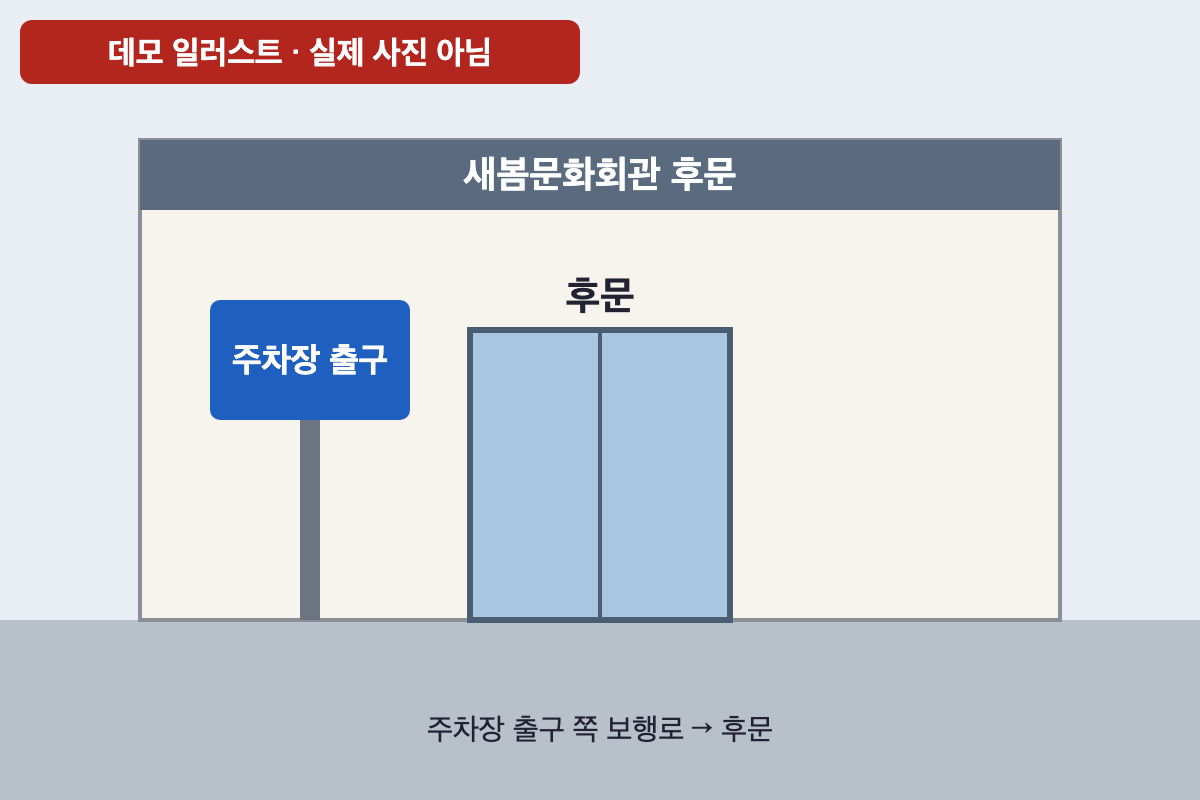 데모 일러스트 · 실제 사진 아님
새봄문화회관 후문
후문
주차장 출구
주차장 출구 쪽 보행로 → 후문